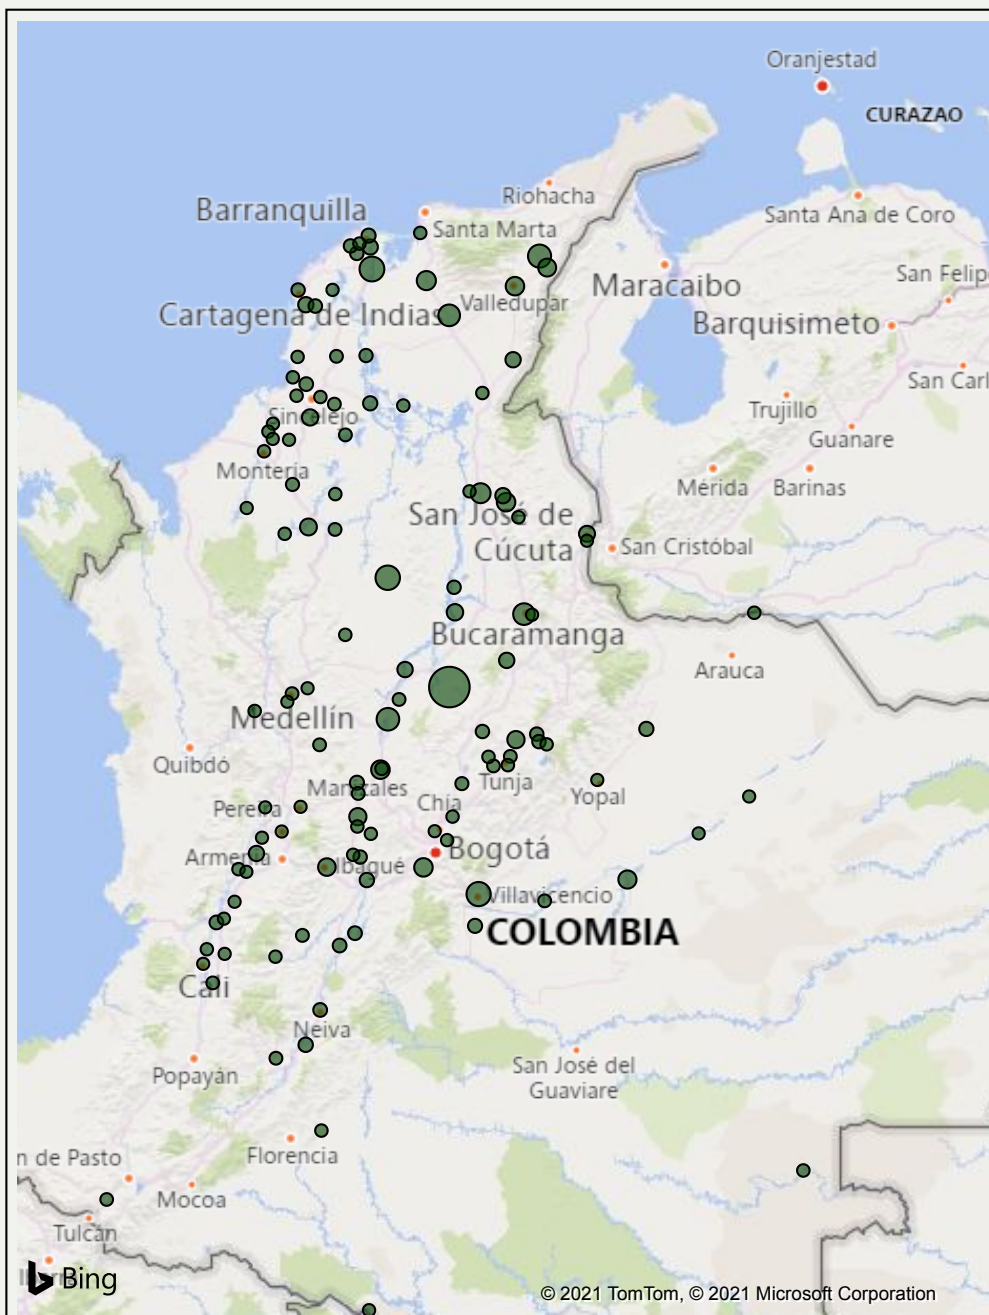 Oranjestad
CURAZAO
Riohacha
Barranquilla
Santa Marta
Santa Ana de Coro
Maracaibo
San Felip
Valledupar
Cartagena de Indias
Barquisimeto
San Carl
Trujillo
Sincelejo
Guanare
Montería
Mérida
Barinas
San José de
Cúcuta
San Cristóbal
Bucaramanga
Arauca
Medellín
Quibdó
Tunja
Manizales
Yopal
Chía
Pereira
Bogotá
Armenia
Ibagué
Villavicencio
COLOMBIA
Cali
Neiva
San José del
Guaviare
Popayán
Florencia
n de Pasto
Mocoa
Tulcán
Bing
© 2021 TomTom, © 2021 Microsoft Corporation